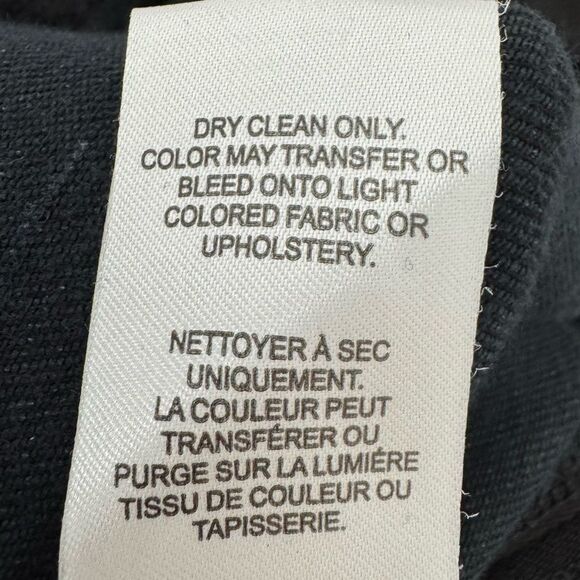 DRY CLEAN ONLY.
COLOR MAY TRANSFER OR
BLEED ONTO LIGHT
COLORED FABRIC OR
UPHOLSTERY.
NETTOYER À SEC
UNIQUEMENT.
LA COULEUR PEUT
TRANSFÉRER OU
PURGE SUR LA LUMIÉRE
TISSU DE COULEUR OU
TAPISSERIE.